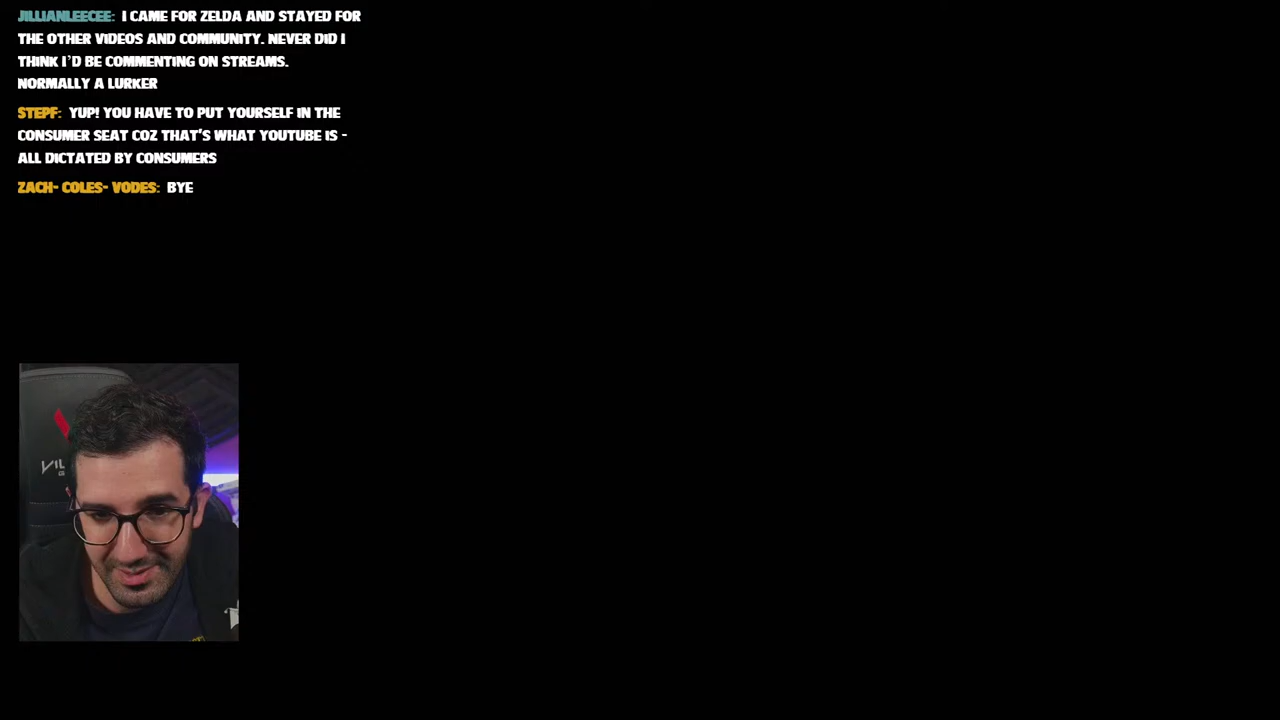 JILLIANLEECEE: I CAME FOR ZELDA AND STAYED FOR
THE OTHER VIDEOS AND COMMUNITY. NEVER DID I
THINK I'D BE COMMENTING ON STREAMS.
NORMALLY A LURKER
STEPF: YUP! YOU HAVE TO PUT YOURSELF IN THE
CONSUMER SEAT COZ THAT'S WHAT YOUTUBE IS -
ALL DICTATED BY CONSUMERS
ZACH- COLES- VODES: BYE